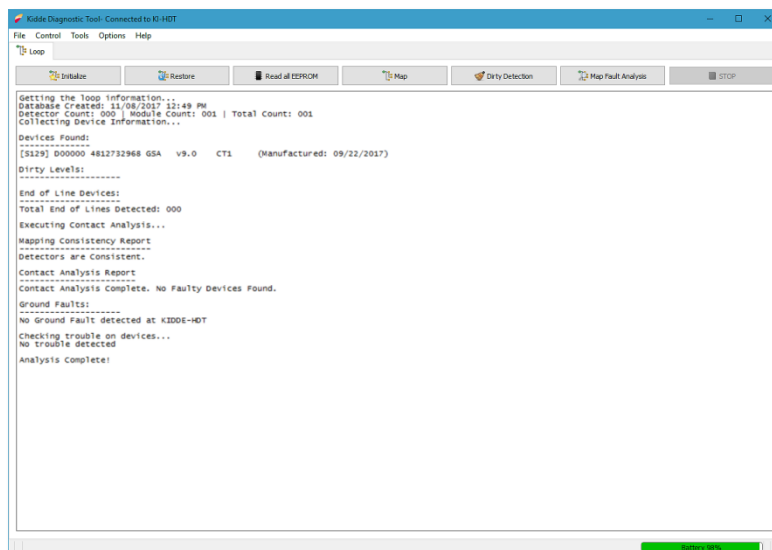 Kidde Diagnostic Tool- Connected to KI-HDT
File Control Tools Options Help
Loop
Initialize Restore Read all EEPROM Map Dirty Detection Map Fault Analysis STOP
Getting the loop information...
Database Created: 11/08/2017 12:49 PM
Detector Count: 000 | Module Count: 001 | Total Count: 001
Collecting Device Information...
Devices Found:
--------------
[S129] D00000 4812732968 GSA v9.0 CT1 (Manufactured: 09/22/2017)
Dirty Levels:
--------------------
End of Line Devices:
--------------------
Total End of Lines Detected: 000
Executing Contact Analysis...
Mapping Consistency Report
--------------------------
Detectors are Consistent.
Contact Analysis Report
-----------------------
Contact Analysis Complete. No Faulty Devices Found.
Ground Faults:
--------------------
No Ground Fault detected at KIDDE-HDT
Checking trouble on devices...
No trouble detected
Analysis Complete!
Battery 98%